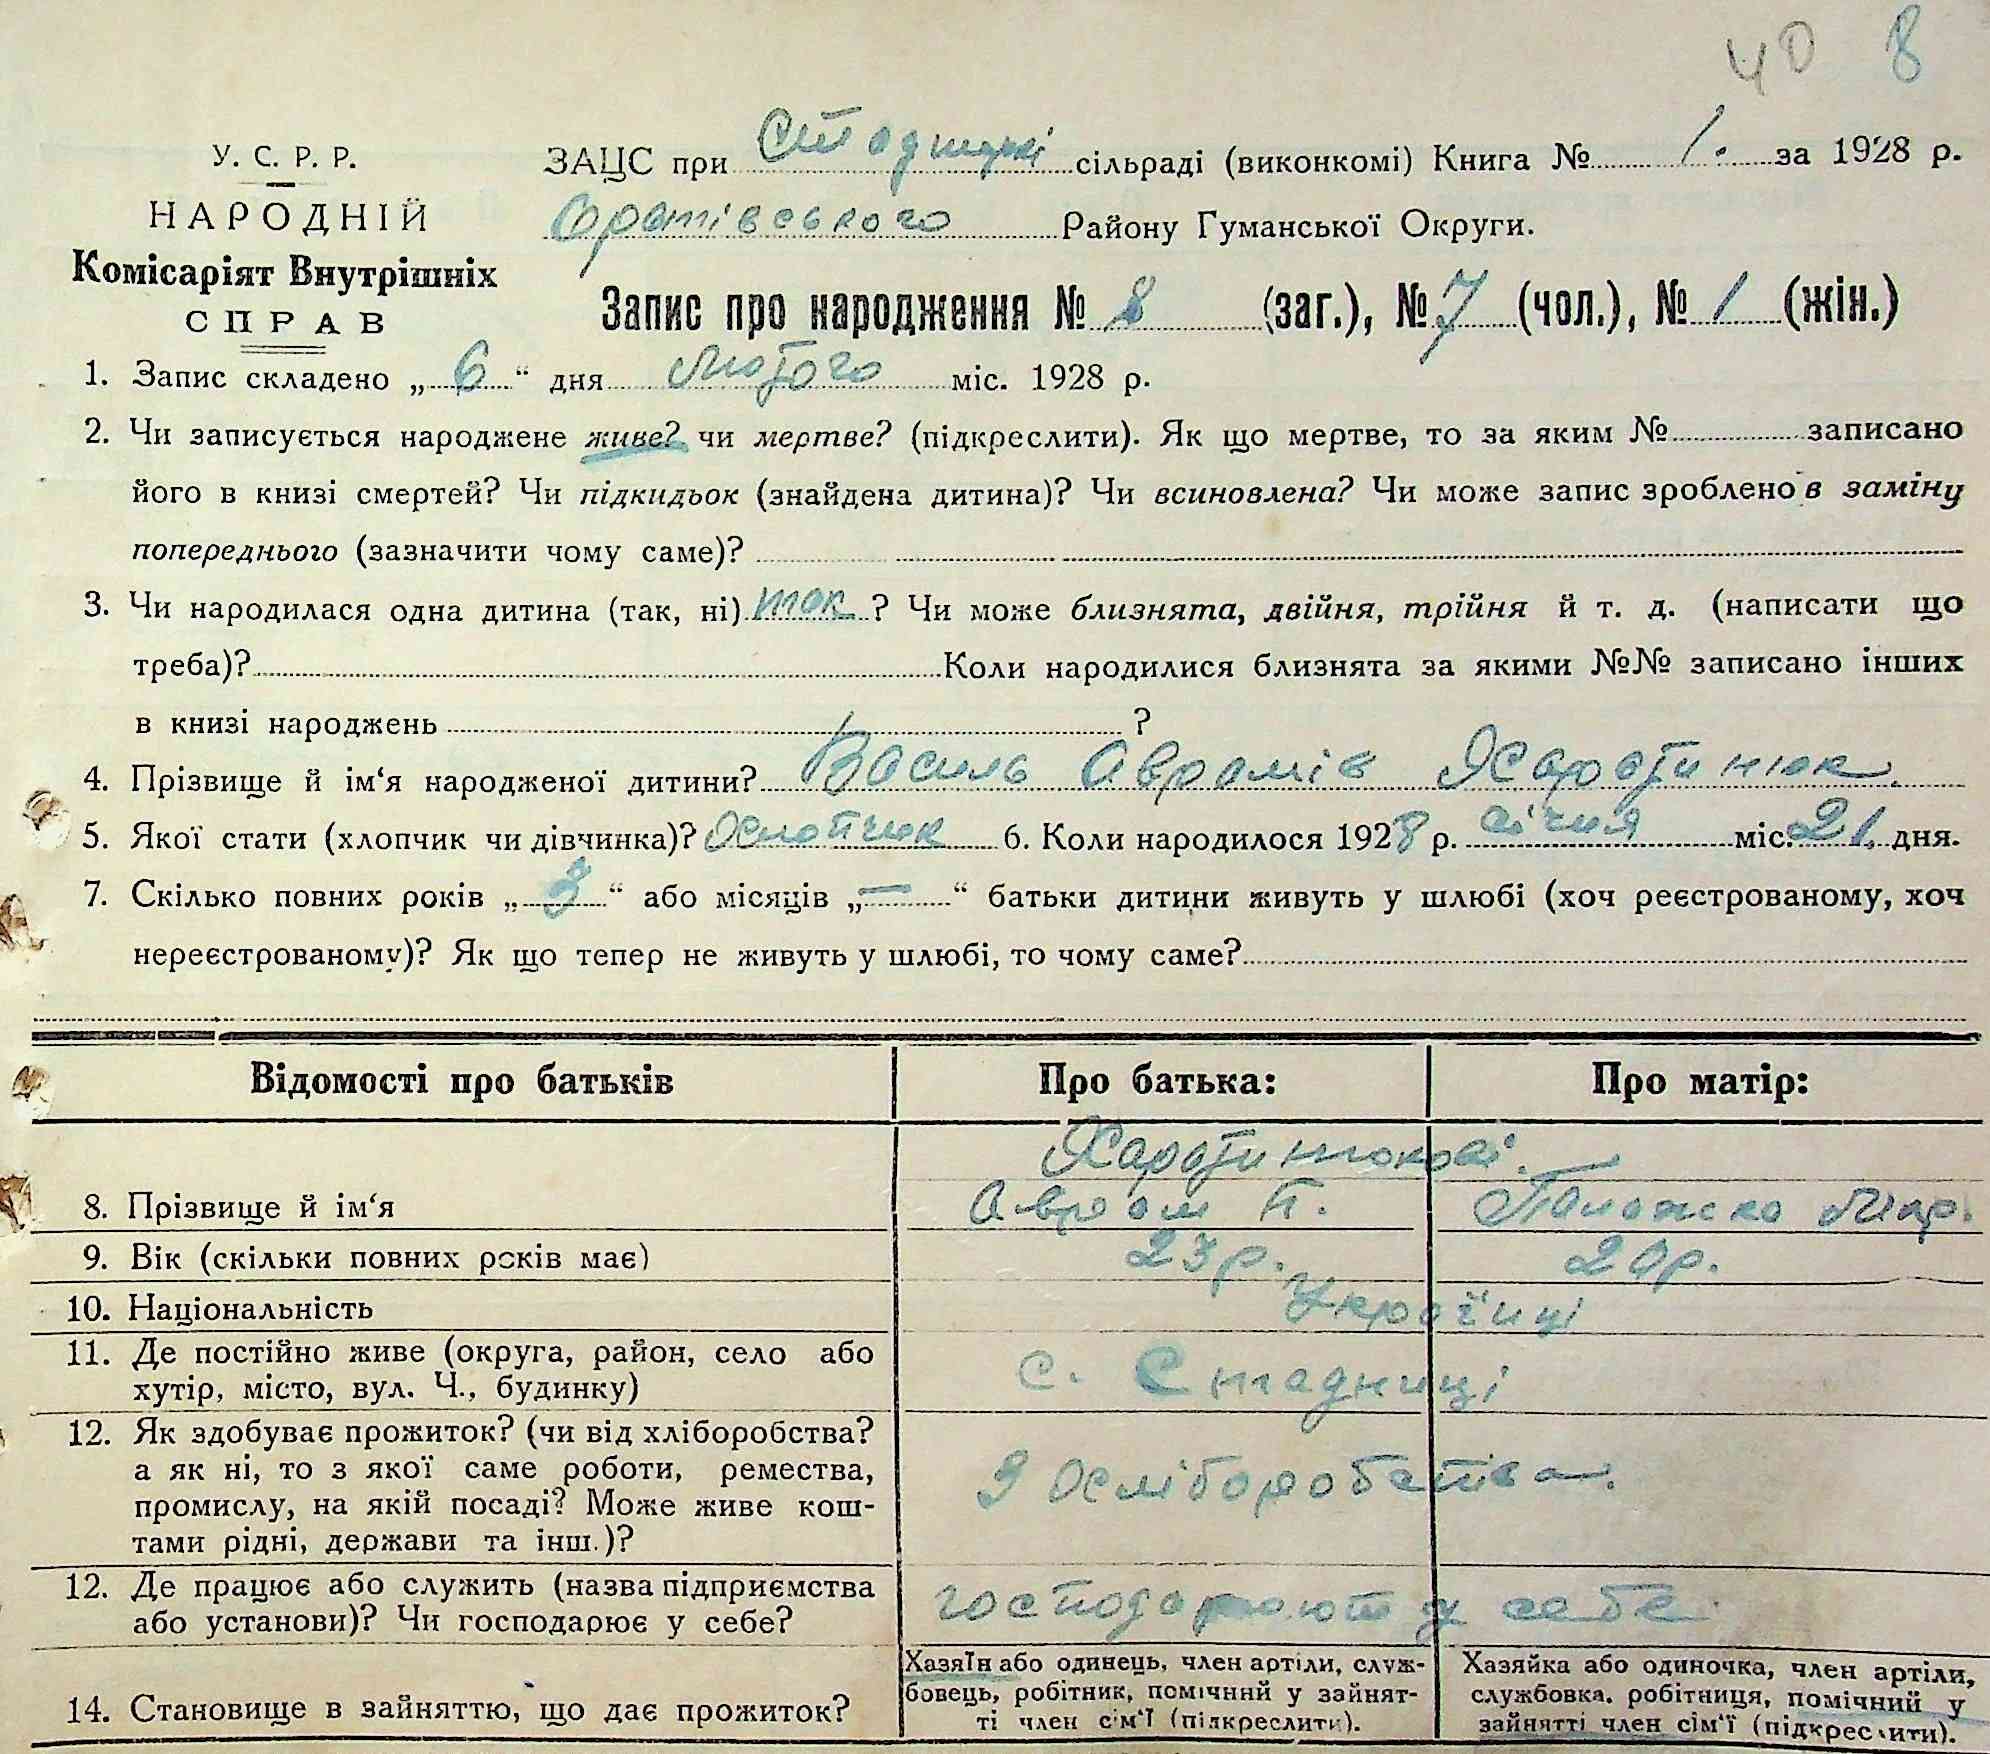 40 8
У. С. Р. Р.
НАРОДНІЙ
Комісаріят Внутрішніх
СПРАВ
ЗАЦС при Стадницькі сільраді (виконкомі) Книга № 1. за 1928 р.
Оратівського Району Гуманської Округи.
Запис про народження № 8 (заг.), № 7 (чол.), № 1 (жін.)
1. Запис складено „ 6 “ дня Лютого міс. 1928 р.
2. Чи записується народжене живе? чи мертве? (підкреслити). Як що мертве, то за яким № записано
його в книзі смертей? Чи підкидьок (знайдена дитина)? Чи всиновлена? Чи може запис зроблено в заміну
попереднього (зазначити чому саме)?
3. Чи народилася одна дитина (так, ні) так ? Чи може близнята, двійня, трійня й т. д. (написати що
треба)? Коли народилися близнята за якими №№ записано інших
в книзі народжень ?
4. Прізвище й ім‘я народженої дитини? Василь Аврамів Харатинюк.
5. Якої стати (хлопчик чи дівчинка)? Хлопчик 6. Коли народилося 1928 р. січня міс. 21. дня.
7. Скілько повних років „ 3 “ або місяців „ — “ батьки дитини живуть у шлюбі (хоч реєстрованому, хоч
нереєстрованому)? Як що тепер не живуть у шлюбі, то чому саме?
Відомості про батьків Про батька: Про матір:
Харатинюкові.
8. Прізвище й ім‘я Аврам П. Палажка Мар.
9. Вік (скільки повних років має) 23 р. 20 р.
10. Національність Українці
11. Де постійно живе (округа, район, село або
хутір, місто, вул. Ч., будинку) с. Стадниці
12. Як здобуває прожиток? (чи від хліборобства?
а як ні, то з якої саме роботи, ремества,
промислу, на якій посаді? Може живе кош-
тами рідні, держави та інш.)? З Хліборобства.
12. Де працює або служить (назва підприємства
або установи)? Чи господарює у себе? господарюют у себе.
14. Становище в зайняттю, що дає прожиток?
Хазяїн або одинець, член артіли, служ-
бовець, робітник, помічний у зайнят-
ті член сім‘ї (підкреслити).
Хазяйка або одиночка, член артіли,
службовка. робітниця, помічний у
зайнятті член сім‘ї (підкреслити).